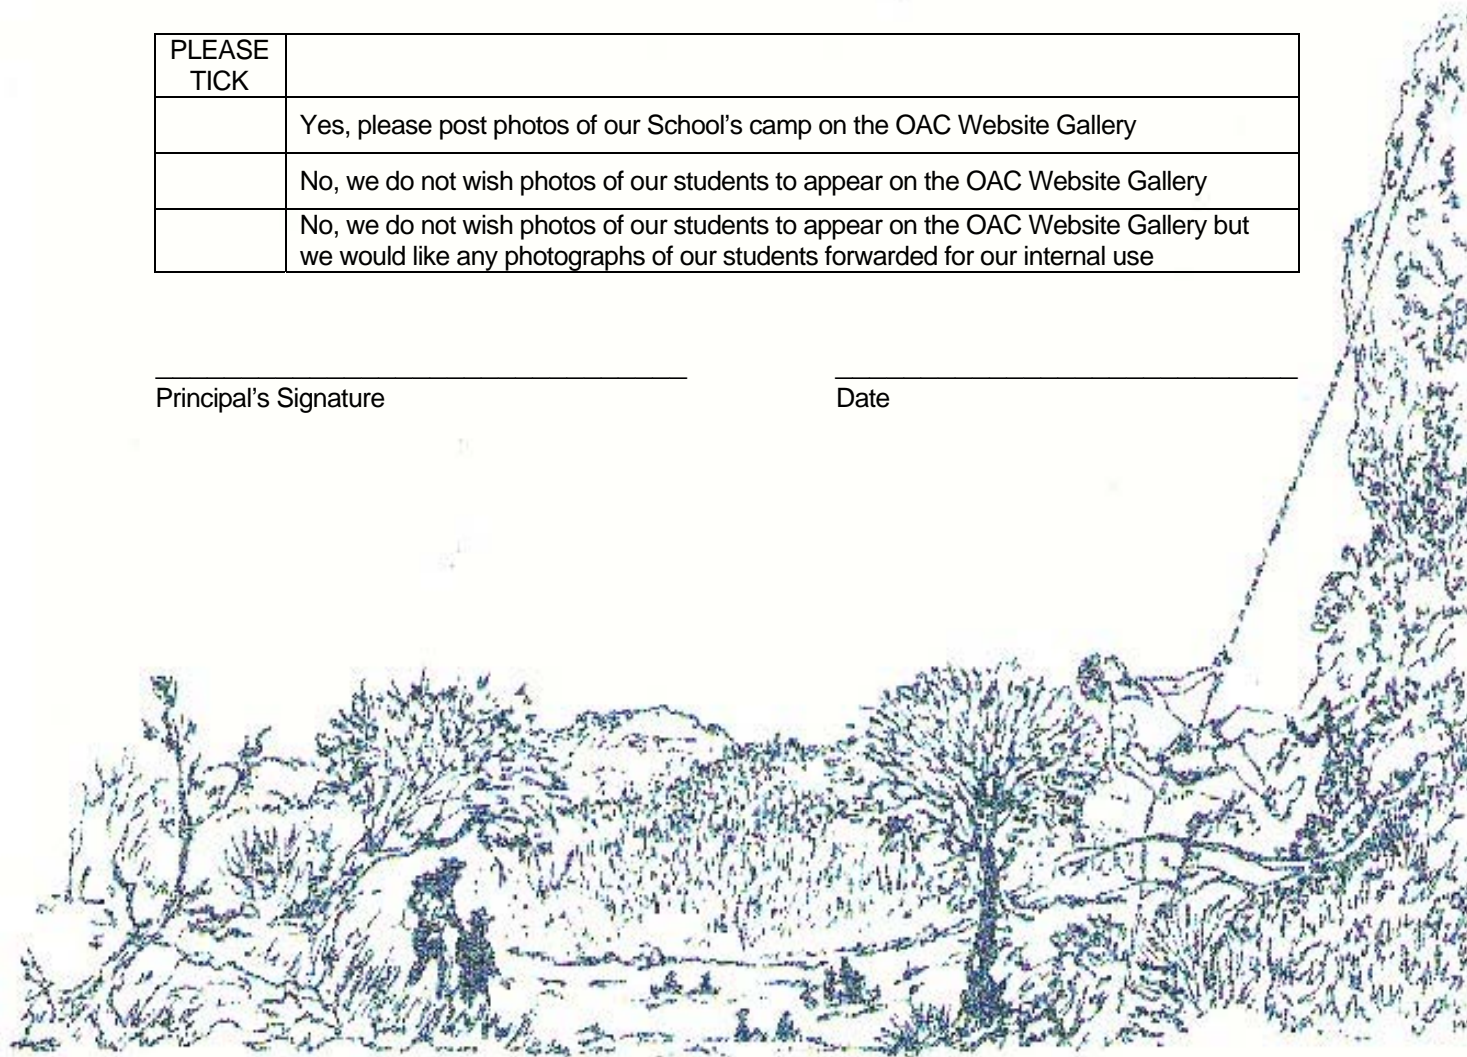 PLEASE
TICK
Yes, please post photos of our School's camp on the OAC Website Gallery
No, we do not wish photos of our students to appear on the OAC Website Gallery
No, we do not wish photos of our students to appear on the OAC Website Gallery but
we would like any photographs of our students forwarded for our internal use
Principal's Signature
Date